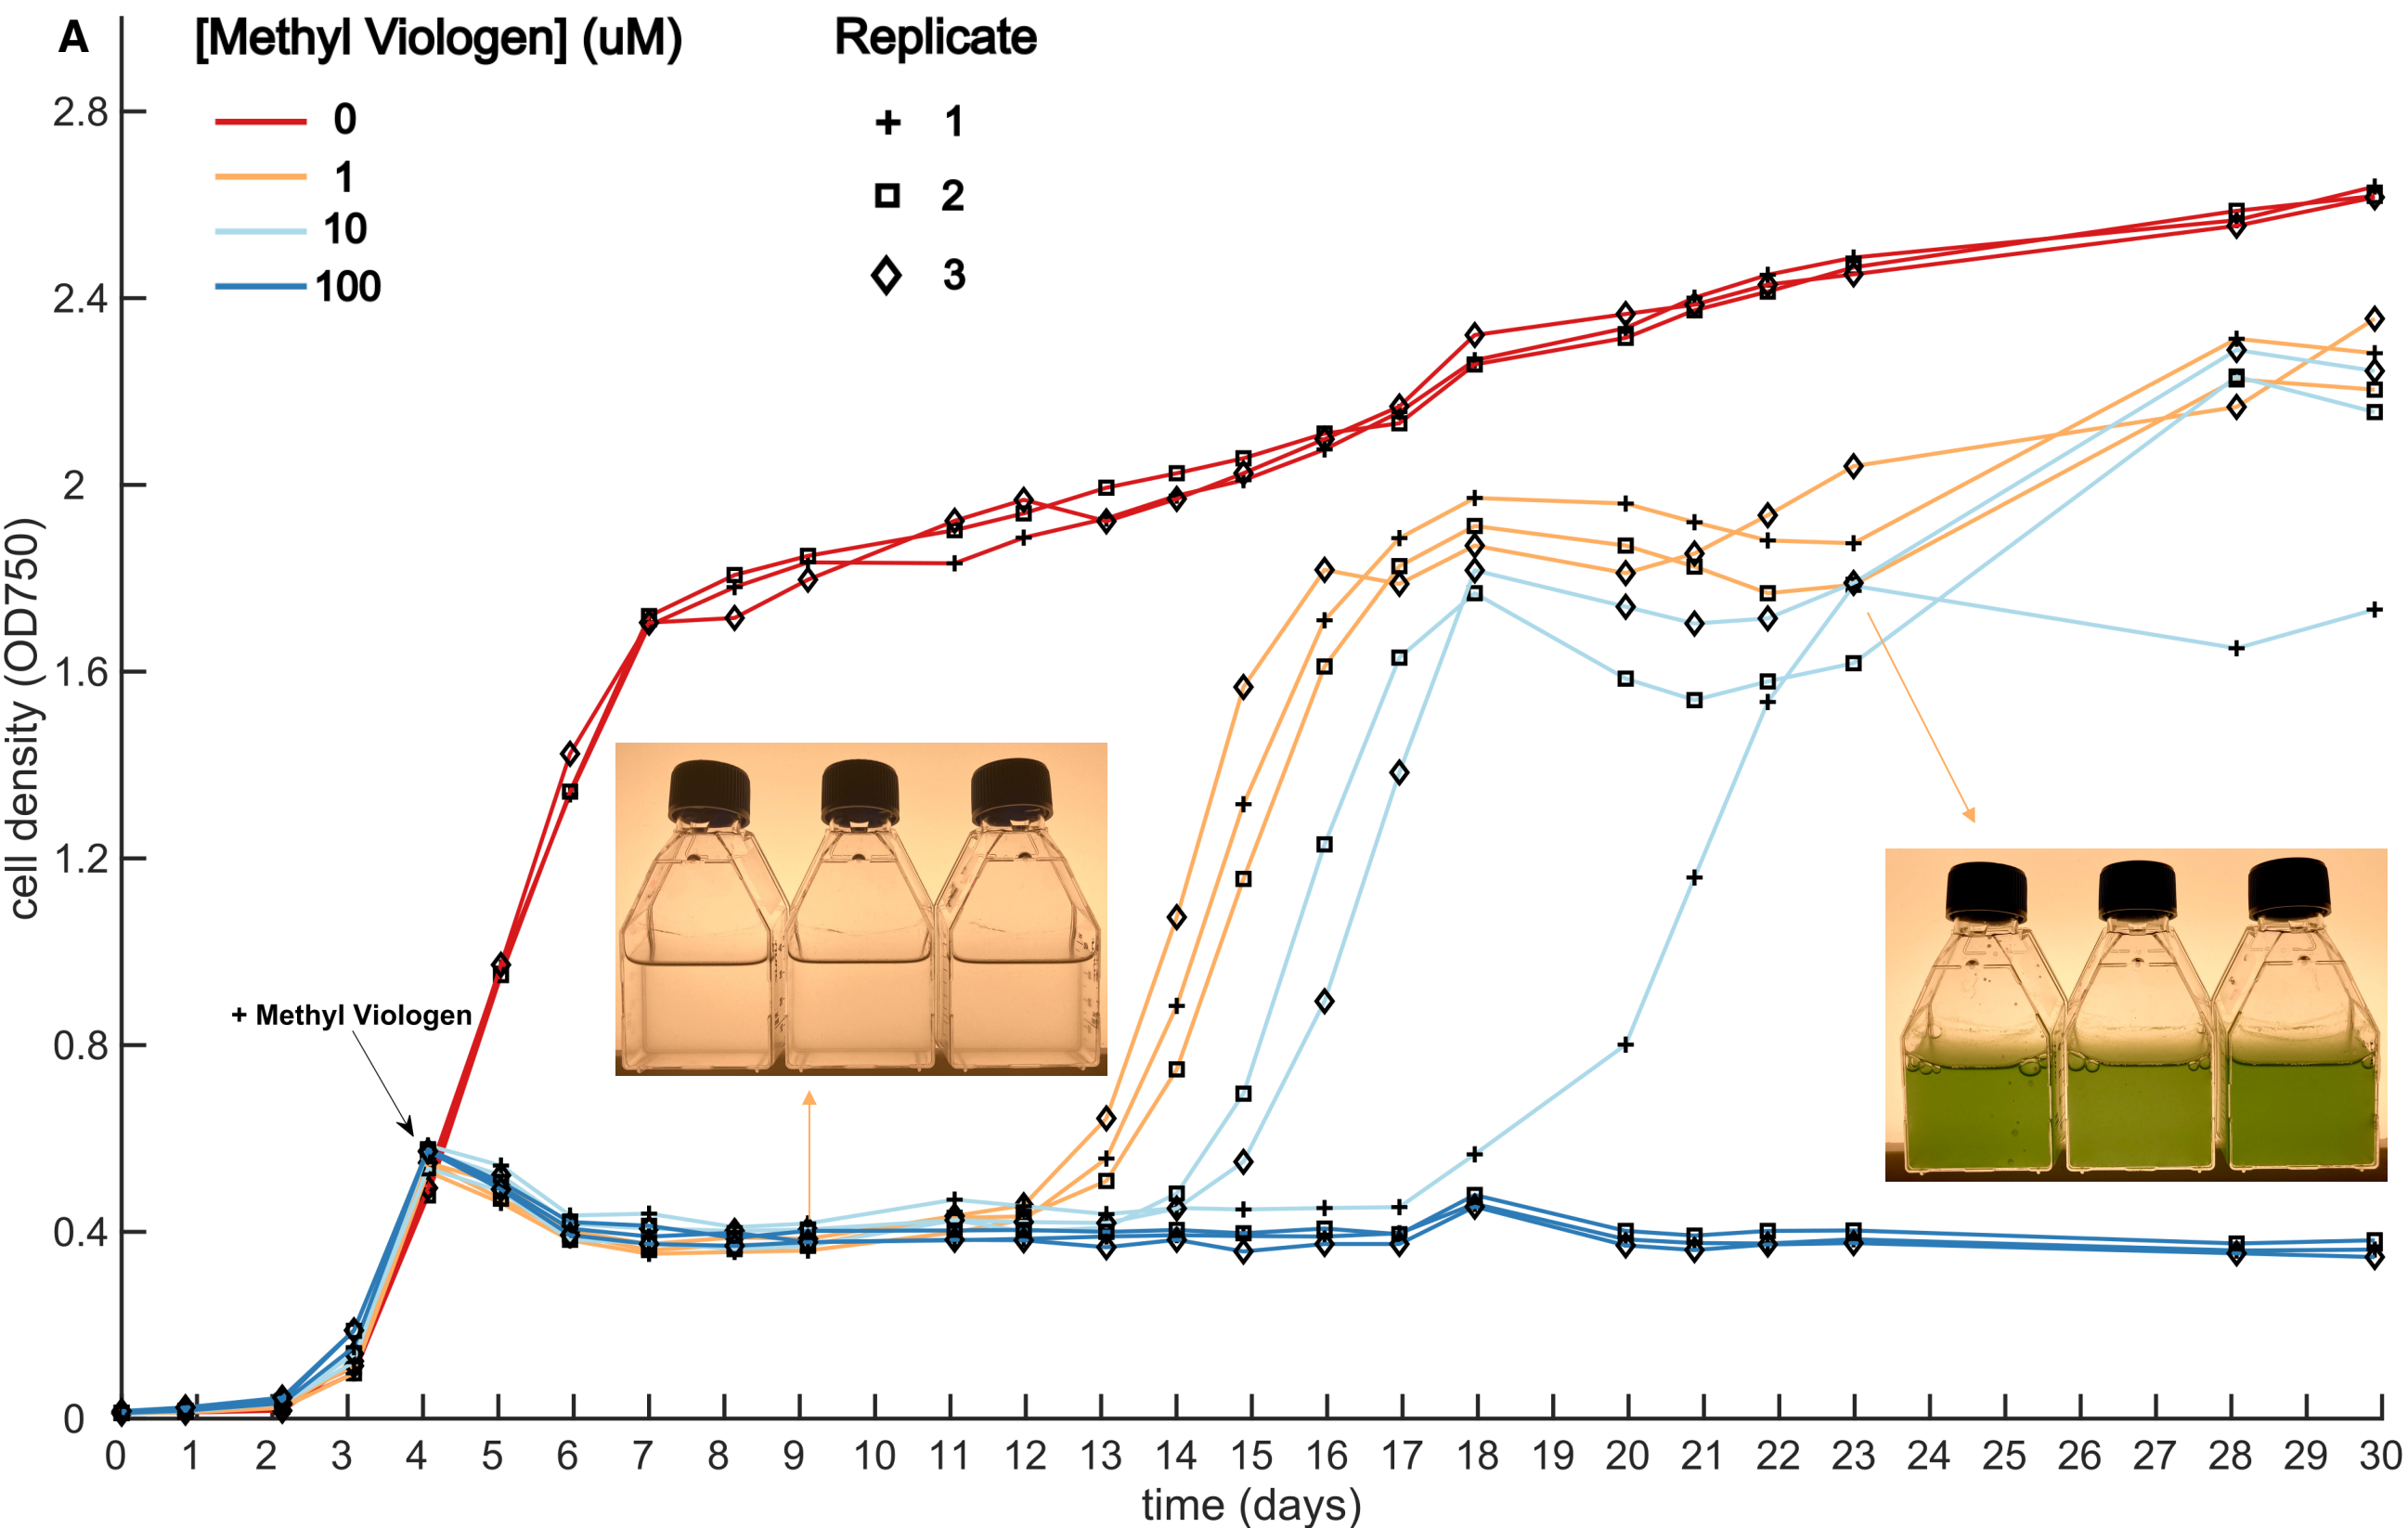 A
[Methyl Viologen] (uM)
0
1
10
100
Replicate
1
2
3
2.8
2.4
2
1.6
1.2
0.8
0.4
0
cell density (OD750)
+ Methyl Viologen
0 1 2 3 4 5 6 7 8 9 10 11 12 13 14 15 16 17 18 19 20 21 22 23 24 25 26 27 28 29 30
time (days)